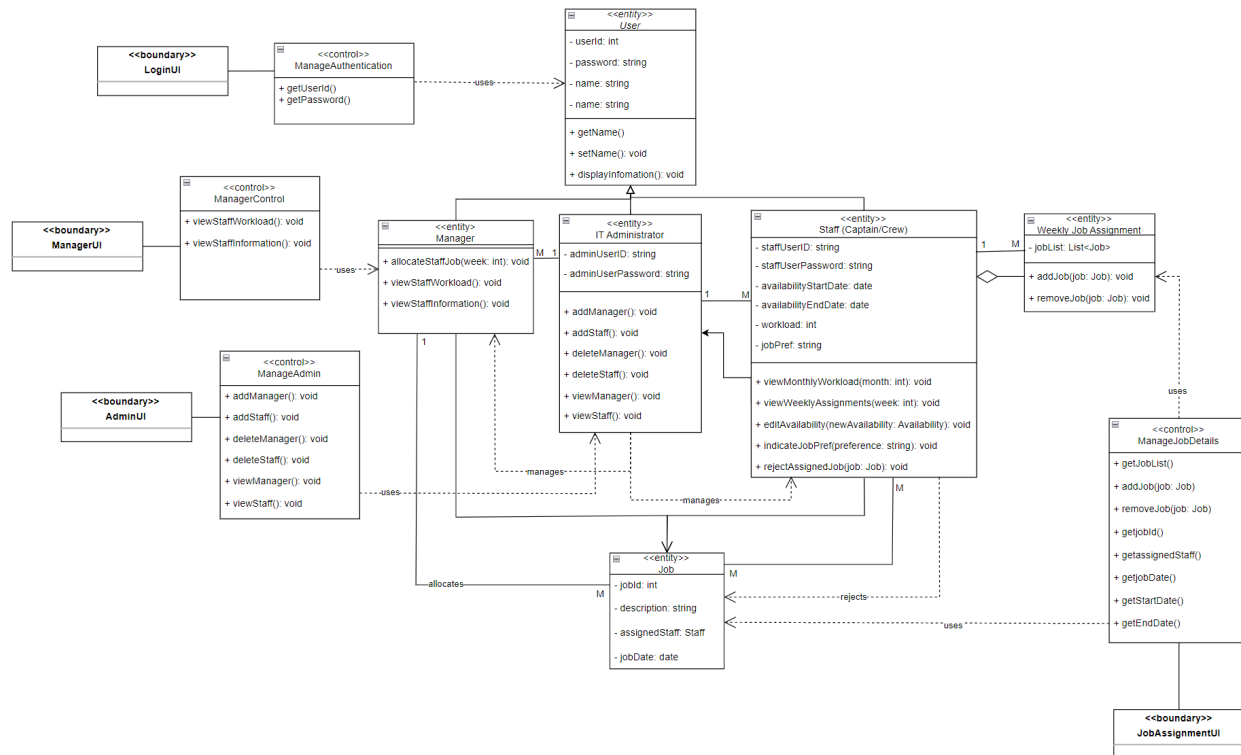 <<entity>>
User
- userId: int
- password: string
- name: string
- name: string
+ getName()
+ setName(): void
+ displayInfomation(): void
<<boundary>>
LoginUI
<<control>>
ManageAuthentication
+ getUserId()
+ getPassword()
uses
<<control>>
ManagerControl
+ viewStaffWorkload(): void
+ viewStaffInformation(): void
<<boundary>>
ManagerUI
uses
<<entity>
Manager
+ allocateStaffJob(week: int): void
+ viewStaffWorkload(): void
+ viewStaffInformation(): void
M
1
<<entity>>
IT Administrator
- adminUserID: string
- adminUserPassword: string
+ addManager(): void
+ addStaff(): void
+ deleteManager(): void
+ deleteStaff(): void
+ viewManager(): void
+ viewStaff(): void
1
M
<<entity>>
Staff (Captain/Crew)
- staffUserID: string
- staffUserPassword: string
- availabilityStartDate: date
- availabilityEndDate: date
- workload: int
- jobPref: string
+ viewMonthlyWorkload(month: int): void
+ viewWeeklyAssignments(week: int): void
+ editAvailability(newAvailability: Availability): void
+ indicateJobPref(preference: string): void
+ rejectAssignedJob(job: Job): void
1
M
<<entity>>
Weekly Job Assignment
- jobList: List<Job>
+ addJob(job: Job): void
+ removeJob(job: Job): void
1
<<control>>
ManageAdmin
+ addManager(): void
+ addStaff(): void
+ deleteManager(): void
+ deleteStaff(): void
+ viewManager(): void
+ viewStaff(): void
<<boundary>>
AdminUI
uses
manages
manages
M
uses
<<control>>
ManageJobDetails
+ getJobList()
+ addJob(job: Job)
+ removeJob(job: Job)
+ getjobId()
+ getassignedStaff()
+ getjobDate()
+ getStartDate()
+ getEndDate()
<<entity>>
Job
- jobId: int
- description: string
- assignedStaff: Staff
- jobDate: date
allocates
M
M
rejects
uses
<<boundary>>
JobAssignmentUI